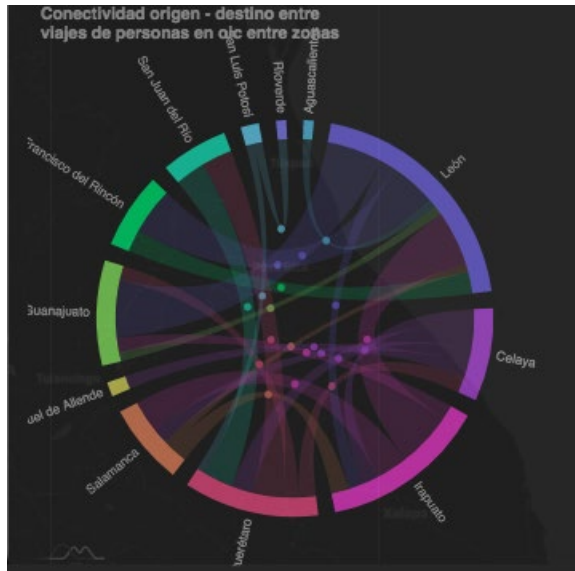 Conectividad origen - destino entre
viajes de personas en oic entre zonas
San Luis Potosí
Rioverde
Aguascalientes
San Juan del Río
León
Francisco del Rincón
Guanajuato
Celaya
uel de Allende
Salamanca
Irapuato
uerétaro